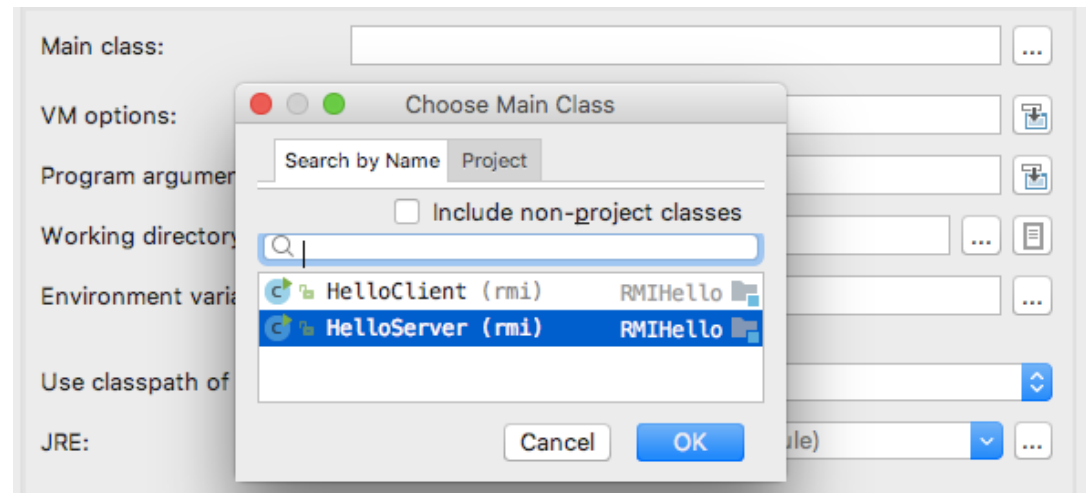 Main class:
...
Choose Main Class
VM options:
Search by Name Project
Program argumen
Include non-project classes
Working directory
...
HelloClient (rmi) RMIHello
Environment varia
...
HelloServer (rmi) RMIHello
Use classpath of
JRE:
Cancel OK
ule)
...